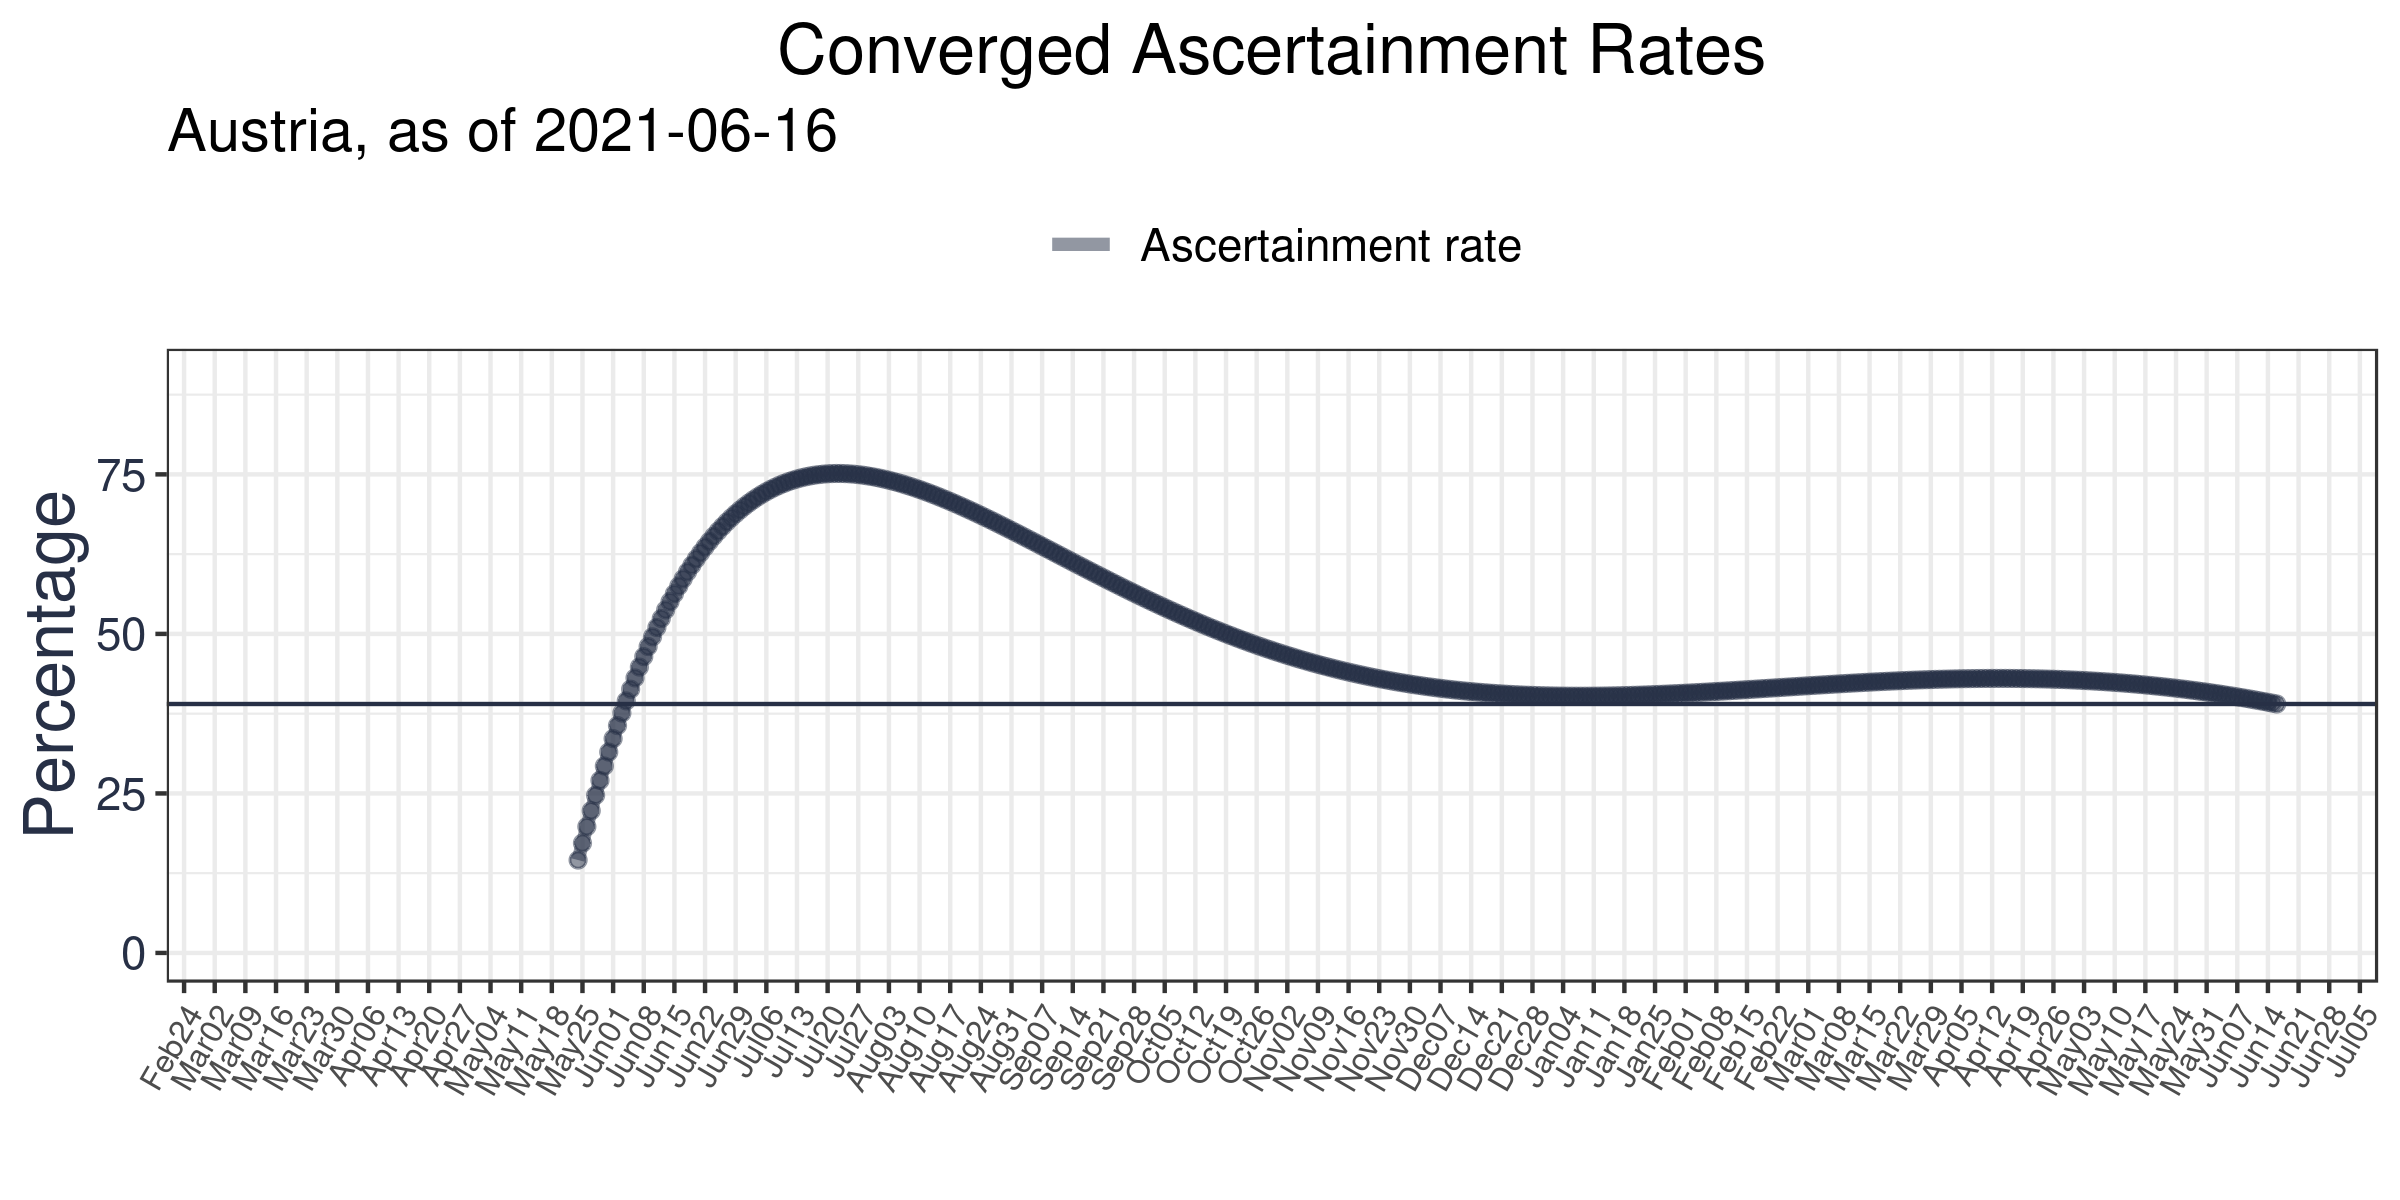 Converged Ascertainment Rates
Austria, as of 2021-06-16
Ascertainment rate
Percentage
75
50
25
0
Feb24
Mar02
Mar09
Mar16
Mar23
Mar30
Apr06
Apr13
Apr20
Apr27
May04
May11
May18
May25
Jun01
Jun08
Jun15
Jun22
Jun29
Jul06
Jul13
Jul20
Jul27
Aug03
Aug10
Aug17
Aug24
Aug31
Sep07
Sep14
Sep21
Sep28
Oct05
Oct12
Oct19
Oct26
Nov02
Nov09
Nov16
Nov23
Nov30
Dec07
Dec14
Dec21
Dec28
Jan04
Jan11
Jan18
Jan25
Feb01
Feb08
Feb15
Feb22
Mar01
Mar08
Mar15
Mar22
Mar29
Apr05
Apr12
Apr19
Apr26
May03
May10
May17
May24
May31
Jun07
Jun14
Jun21
Jun28
Jul05